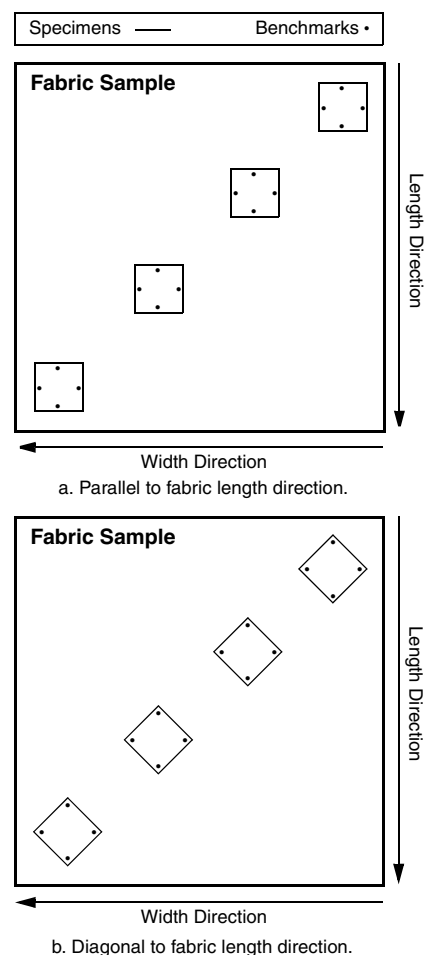 Specimens Benchmarks
Fabric Sample
Length Direction
Width Direction
a. Parallel to fabric length direction.
Fabric Sample
Length Direction
Width Direction
b. Diagonal to fabric length direction.